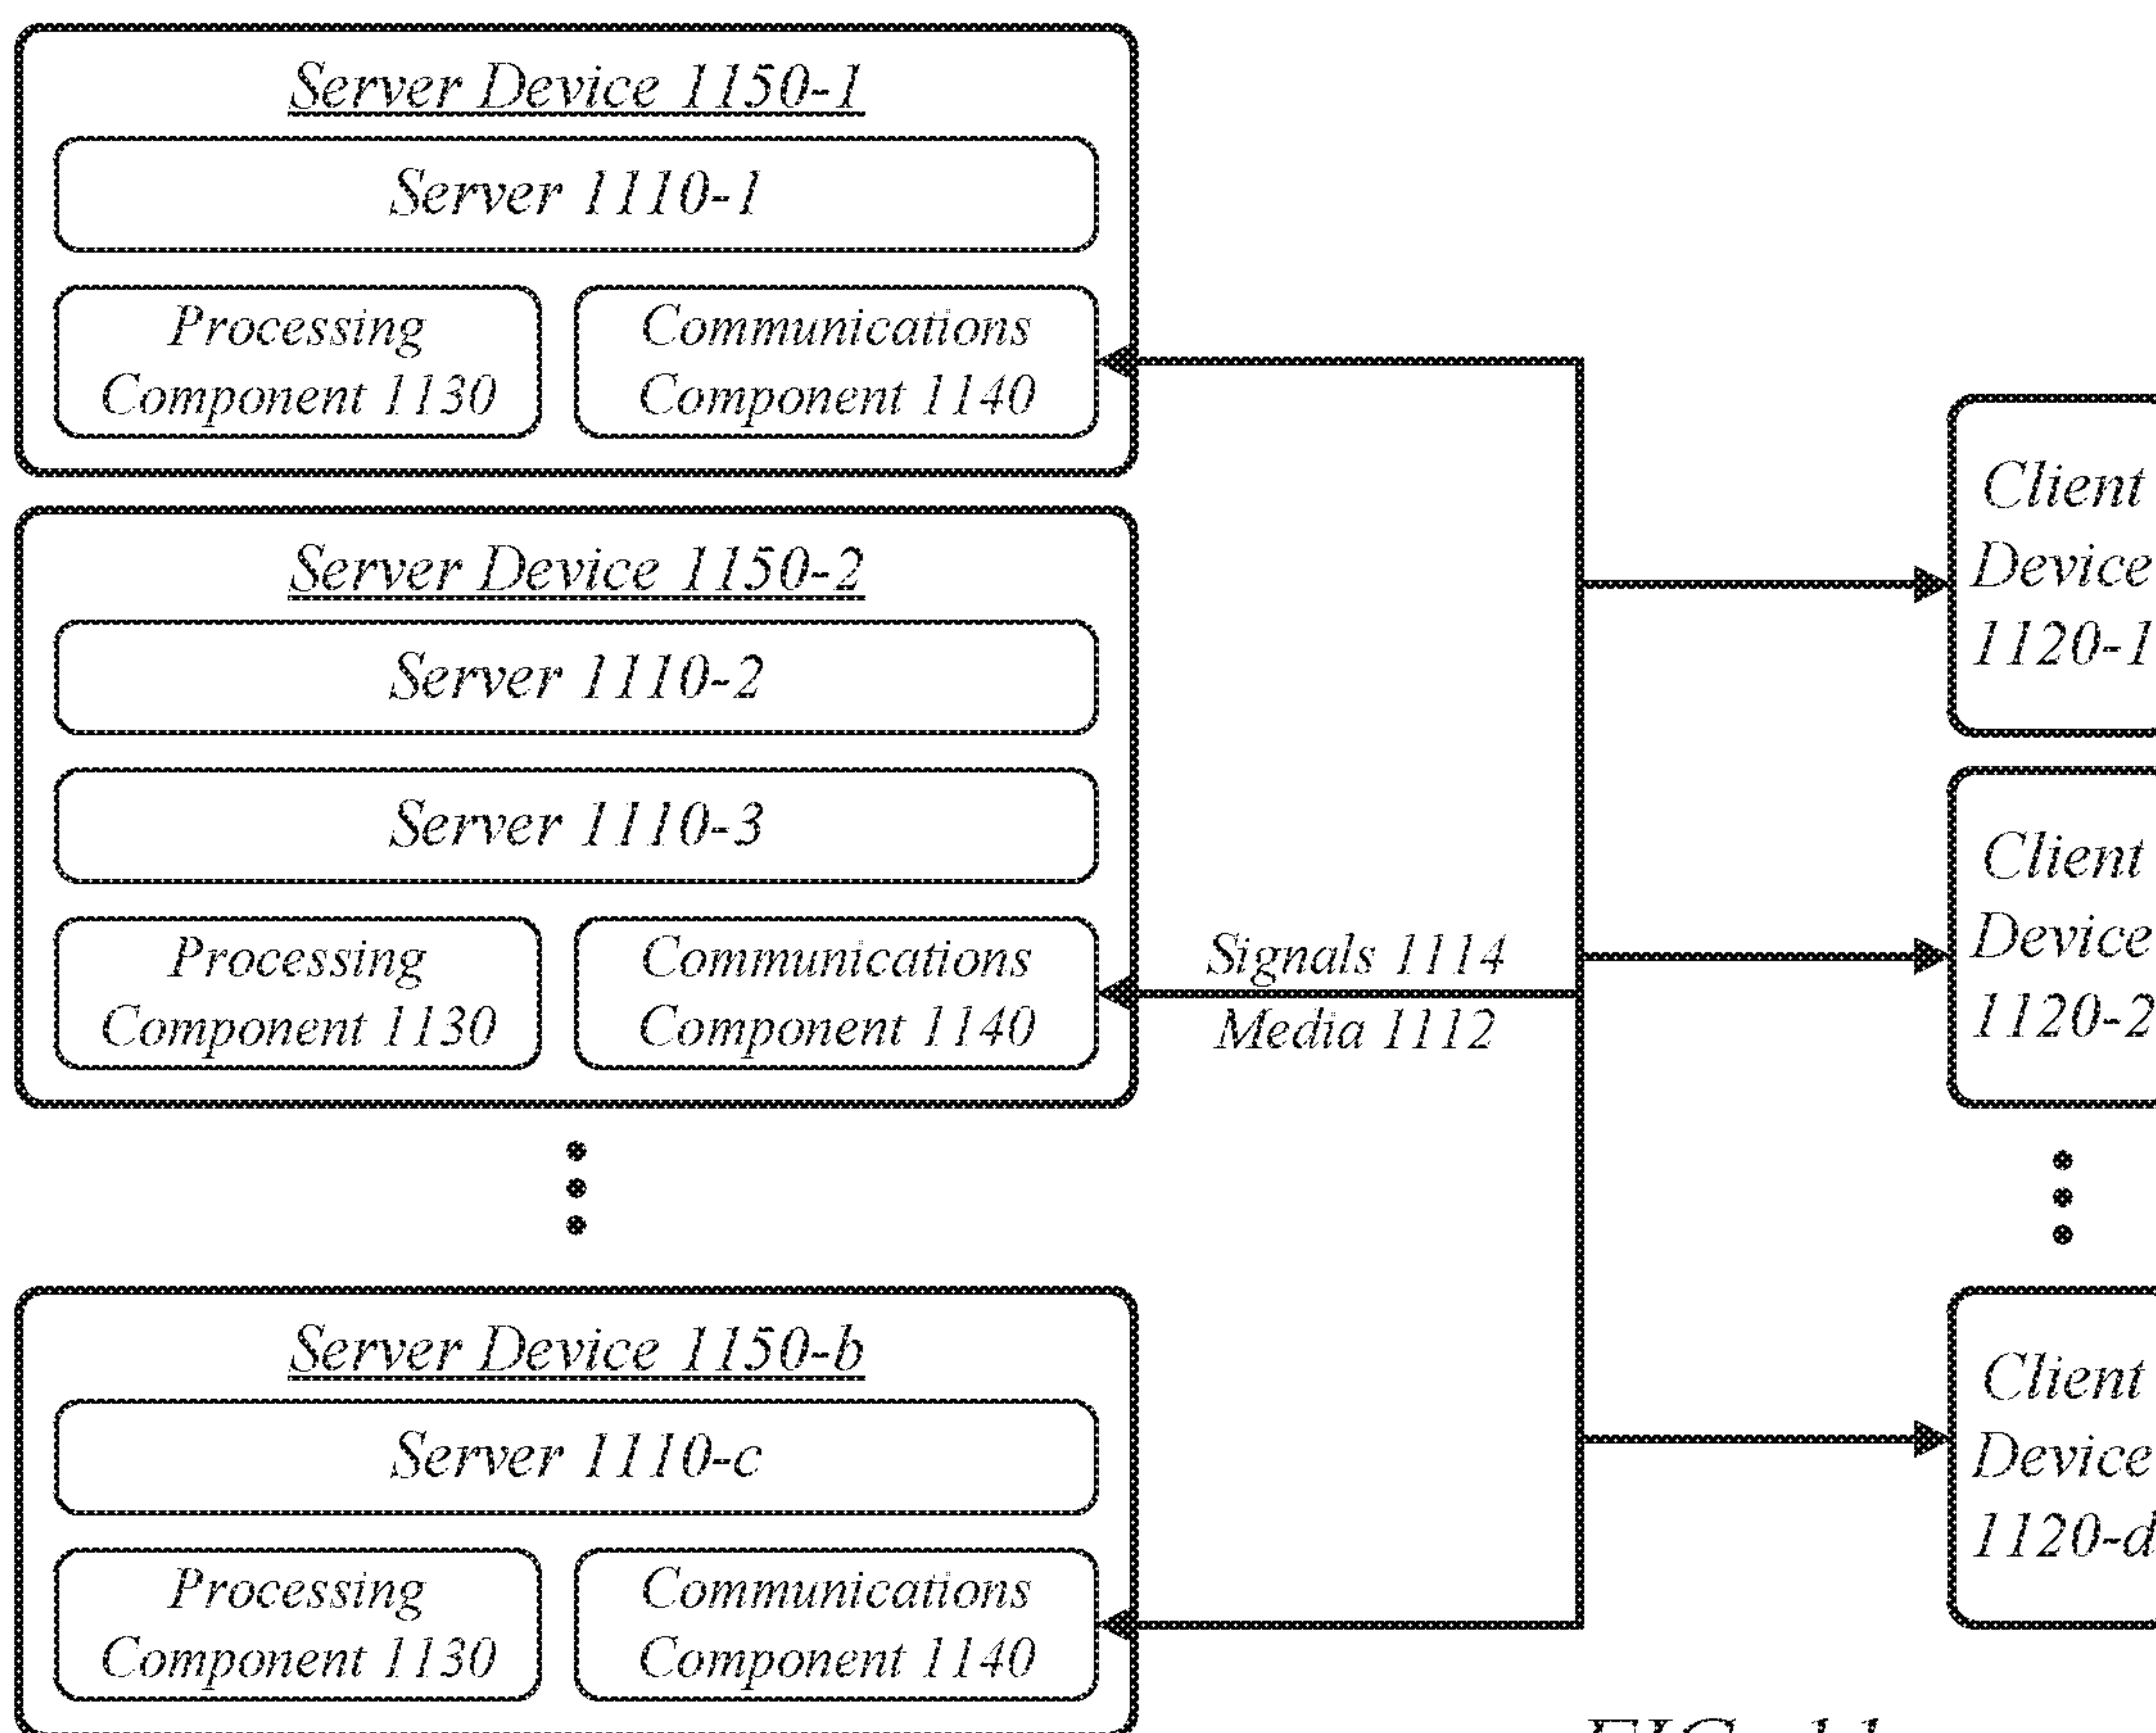 Server Device 1150-1
Server 1110-1
Processing
Component 1130
Communications
Component 1140
Server Device 1150-2
Server 1110-2
Server 1110-3
Processing
Component 1130
Communications
Component 1140
Signals 1114
Media 1112
Server Device 1150-b
Server 1110-c
Processing
Component 1130
Communications
Component 1140
Client
Device
1120-1
Client
Device
1120-2
Client
Device
1120-d
FIG. 11